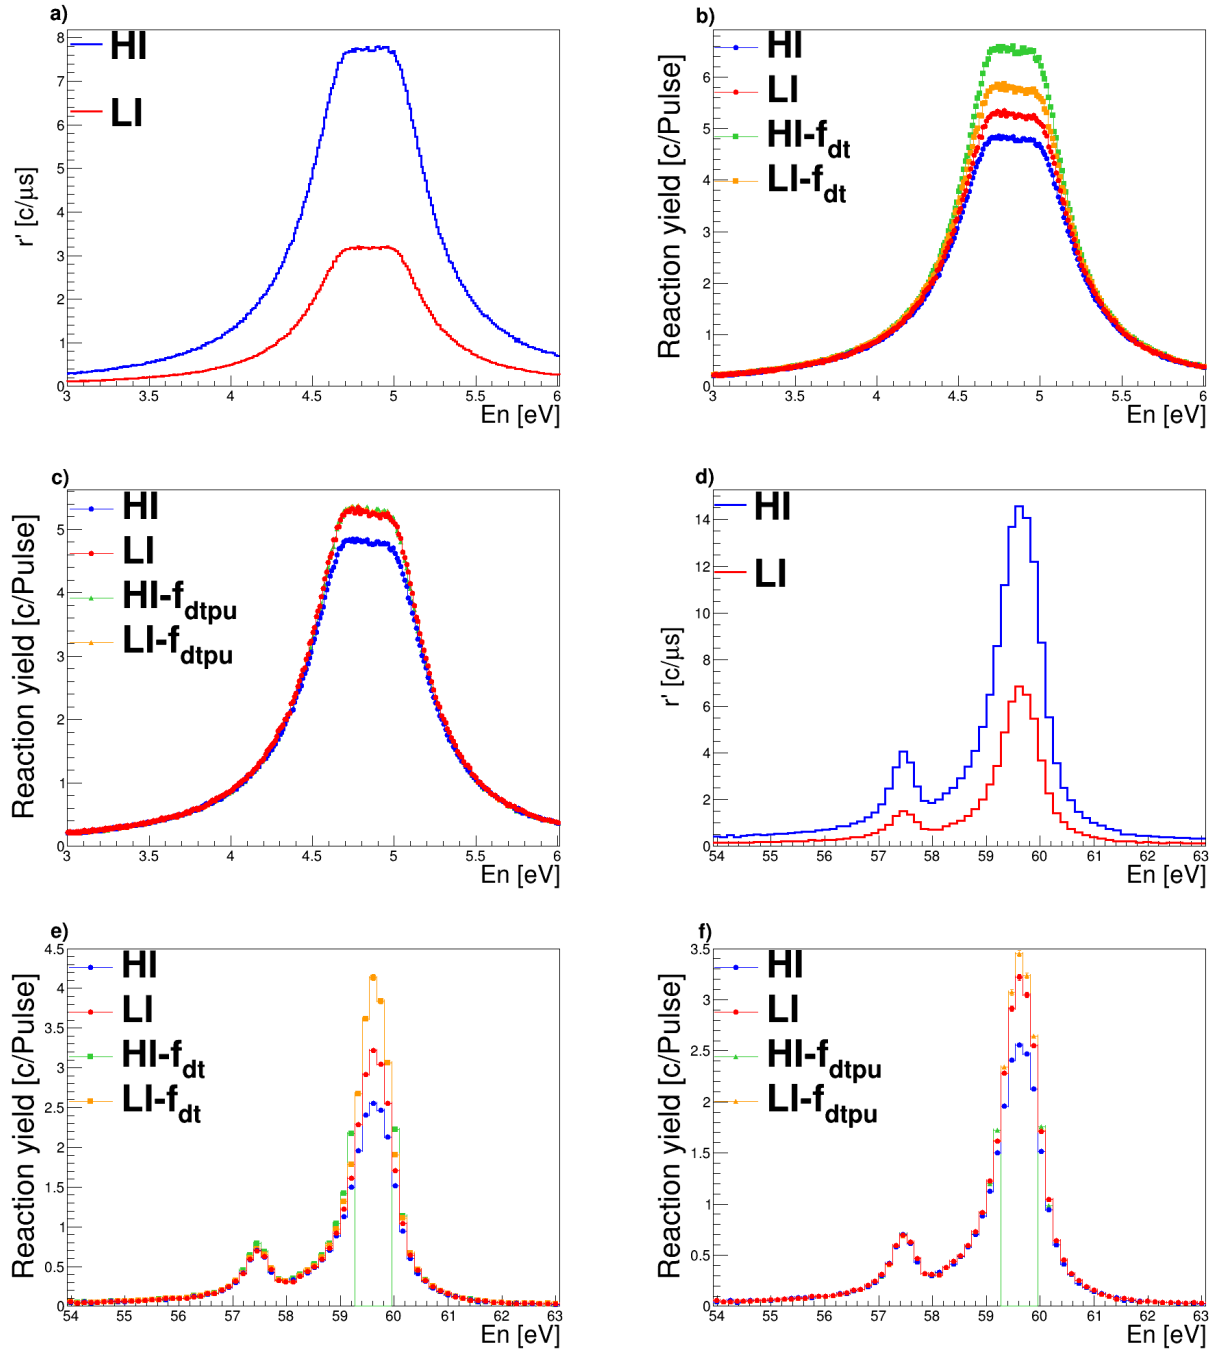 a)
HI
LI
r' [c/μs]
0 1 2 3 4 5 6 7 8
3 3.5 4 4.5 5 5.5 6
En [eV]
b)
HI
LI
HI-fdt
LI-fdt
Reaction yield [c/Pulse]
0 1 2 3 4 5 6
3 3.5 4 4.5 5 5.5 6
En [eV]
c)
HI
LI
HI-fdtpu
LI-fdtpu
Reaction yield [c/Pulse]
0 1 2 3 4 5
3 3.5 4 4.5 5 5.5 6
En [eV]
d)
HI
LI
r' [c/μs]
0 2 4 6 8 10 12 14
54 55 56 57 58 59 60 61 62 63
En [eV]
e)
HI
LI
HI-fdt
LI-fdt
Reaction yield [c/Pulse]
0 0.5 1 1.5 2 2.5 3 3.5 4 4.5
54 55 56 57 58 59 60 61 62 63
En [eV]
f)
HI
LI
HI-fdtpu
LI-fdtpu
Reaction yield [c/Pulse]
0 0.5 1 1.5 2 2.5 3 3.5
54 55 56 57 58 59 60 61 62 63
En [eV]